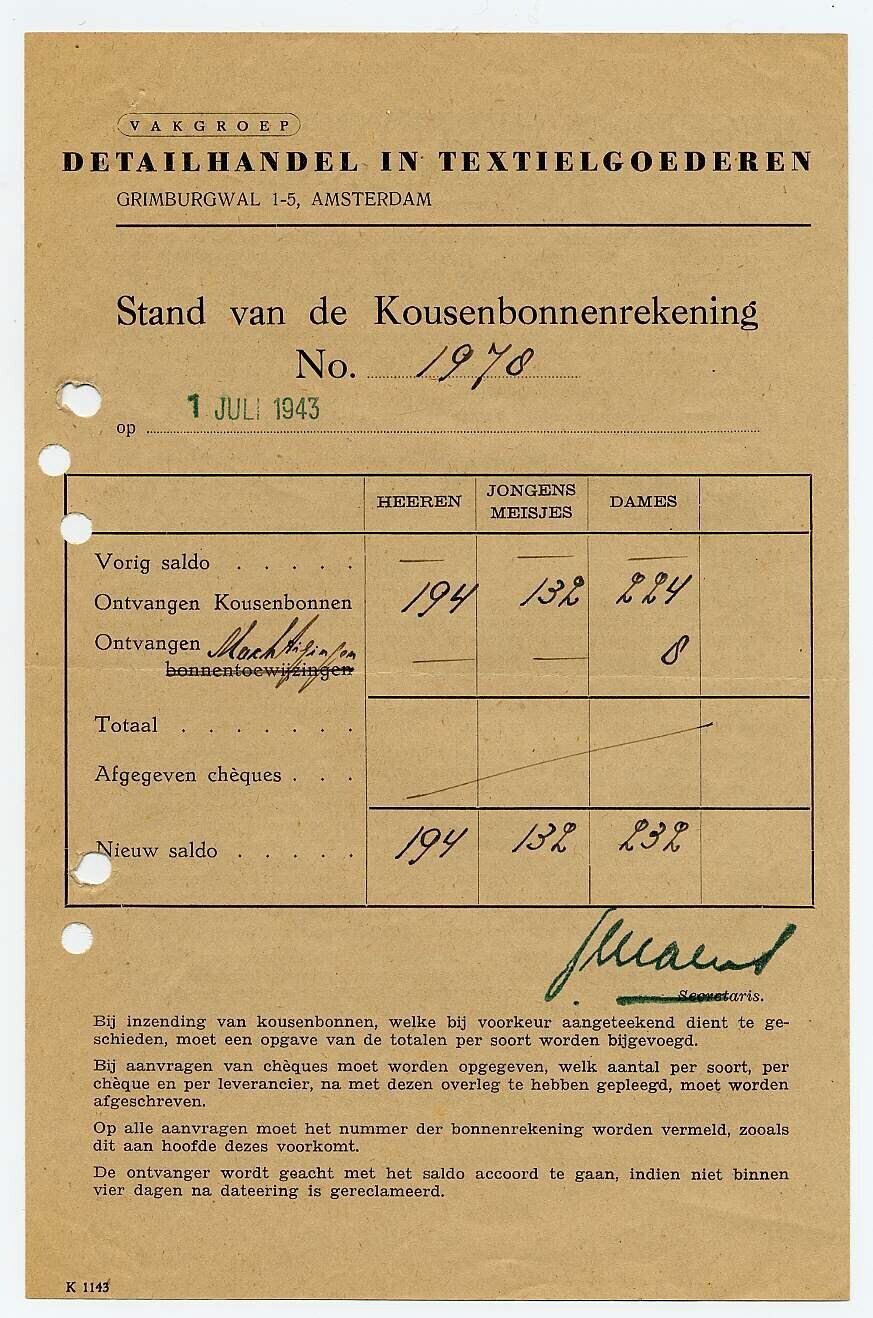 VAKGROEP
DETAILHANDEL IN TEXTIELGOEDEREN
GRIMBURGWAL 1-5, AMSTERDAM
Stand van de Kousenbonnenrekening
No. 1978
op 1 JULI 1943
HEEREN JONGENS MEISJES DAMES
Vorig saldo . . . . . — — —
Ontvangen Kousenbonnen 194 132 224
Ontvangen Machtigingen — — 8
bonnentoewijzingen
Totaal . . . . . . .
Afgegeven chèques . . .
Nieuw saldo . . . . . 194 132 232
Secretaris.
Bij inzending van kousenbonnen, welke bij voorkeur aangeteekend dient te ge-
schieden, moet een opgave van de totalen per soort worden bijgevoegd.
Bij aanvragen van chèques moet worden opgegeven, welk aantal per soort, per
chèque en per leverancier, na met dezen overleg te hebben gepleegd, moet worden
afgeschreven.
Op alle aanvragen moet het nummer der bonnenrekening worden vermeld, zooals
dit aan hoofde dezes voorkomt.
De ontvanger wordt geacht met het saldo accoord te gaan, indien niet binnen
vier dagen na dateering is gereclameerd.
K 1143